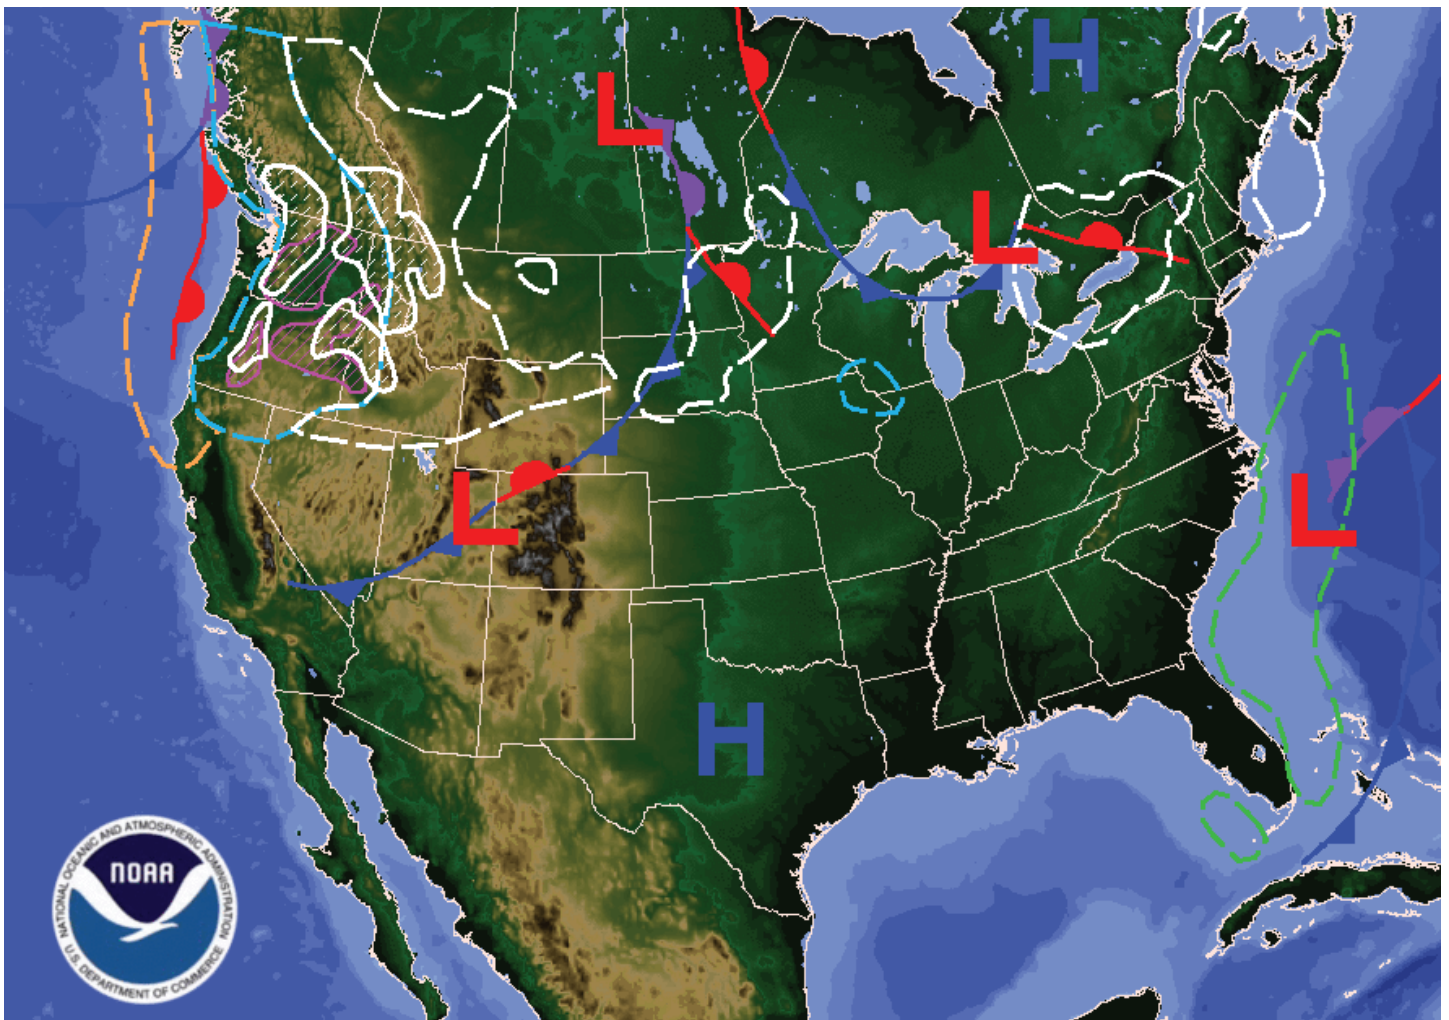 H
L
L
L
H
L
NATIONAL OCEANIC AND ATMOSPHERIC ADMINISTRATION
NOAA
U.S. DEPARTMENT OF COMMERCE